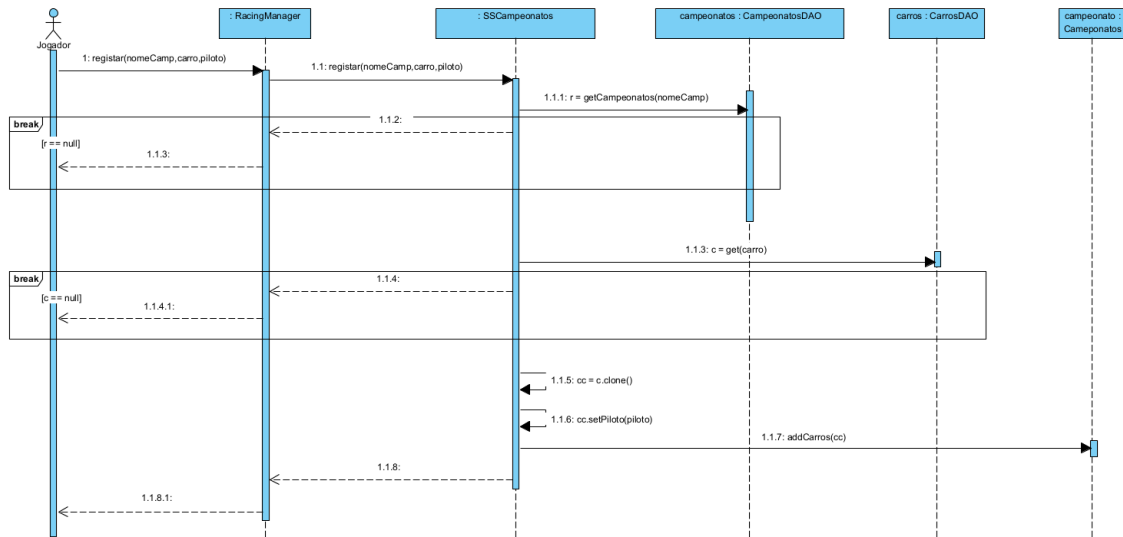 : RacingManager
: SSCampeonatos
campeonatos : CampeonatosDAO
carros : CarrosDAO
campeonato :
Cameponatos
Jogador
1: registar(nomeCamp,carro,piloto)
1.1: registar(nomeCamp,carro,piloto)
1.1.1: r = getCampeonatos(nomeCamp)
break
1.1.2:
[r == null]
1.1.3:
1.1.3: c = get(carro)
break
1.1.4:
[c == null]
1.1.4.1:
1.1.5: cc = c.clone()
1.1.6: cc.setPiloto(piloto)
1.1.7: addCarros(cc)
1.1.8:
1.1.8.1: